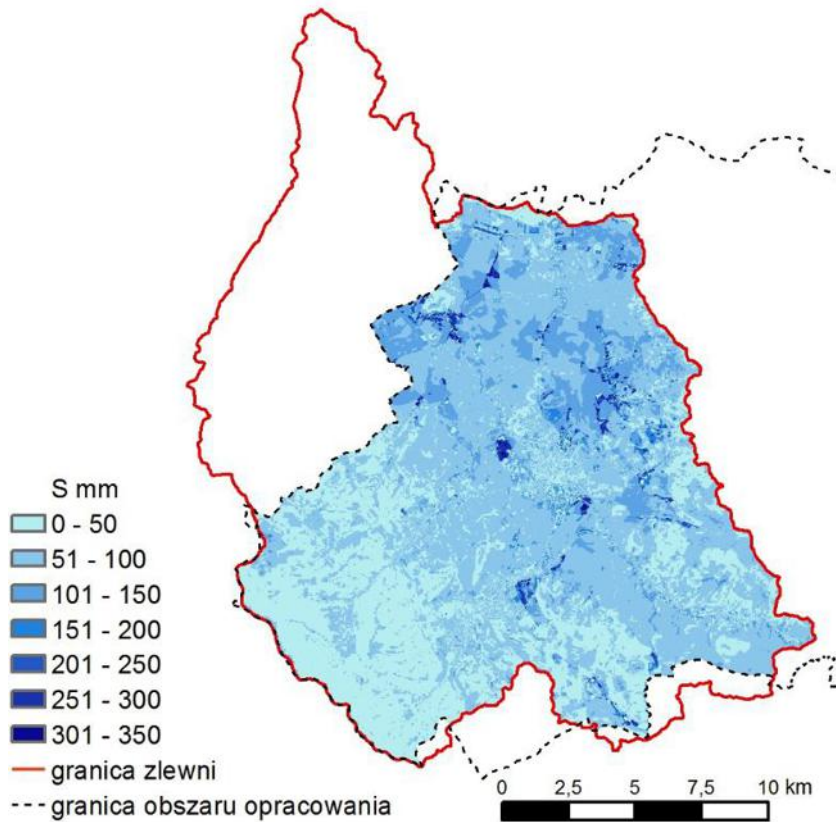 S mm
0 - 50
51 - 100
101 - 150
151 - 200
201 - 250
251 - 300
301 - 350
granica zlewni
granica obszaru opracowania
0 2,5 5 7,5 10 km